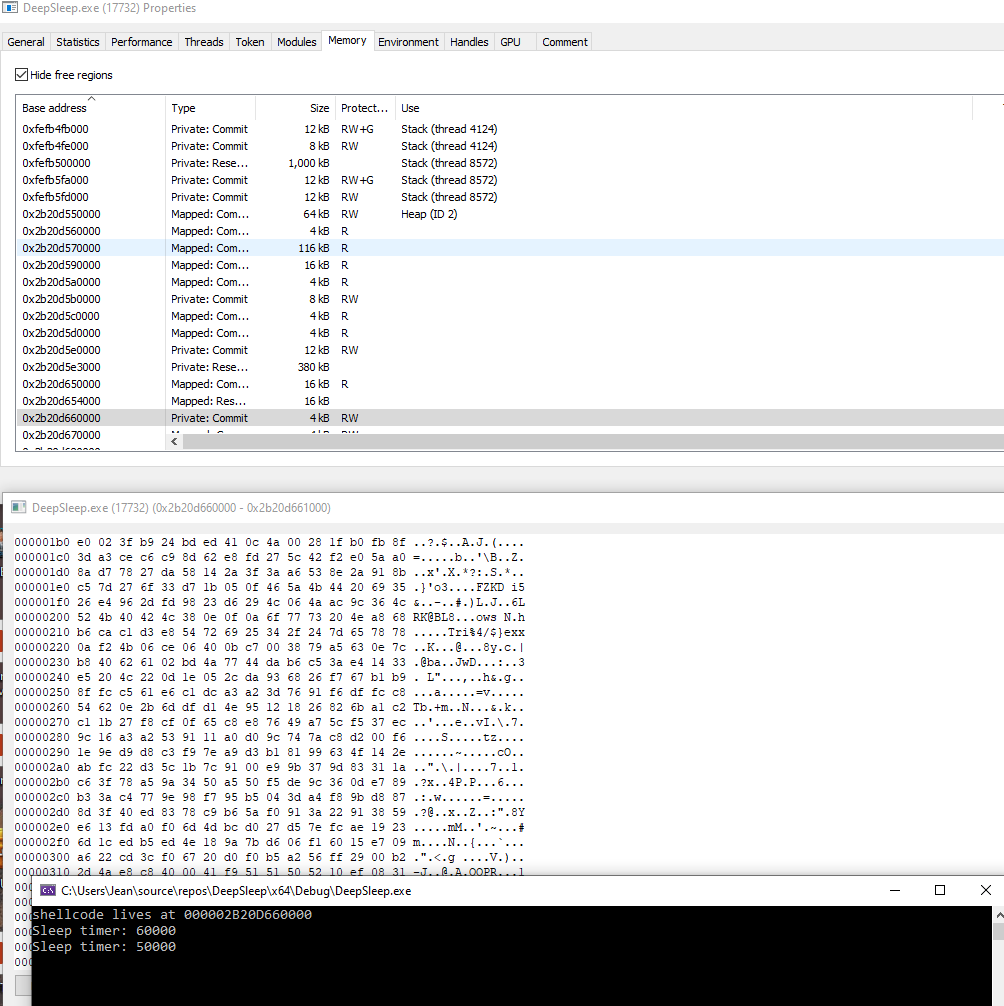 DeepSleep.exe (17732) Properties
General Statistics Performance Threads Token Modules Memory Environment Handles GPU Comment
Hide free regions
Base address Type Size Protect... Use
0xfefb4fb000 Private: Commit 12 kB RW+G Stack (thread 4124)
0xfefb4fe000 Private: Commit 8 kB RW Stack (thread 4124)
0xfefb500000 Private: Rese... 1,000 kB Stack (thread 8572)
0xfefb5fa000 Private: Commit 12 kB RW+G Stack (thread 8572)
0xfefb5fd000 Private: Commit 12 kB RW Stack (thread 8572)
0x2b20d550000 Mapped: Com... 64 kB RW Heap (ID 2)
0x2b20d560000 Mapped: Com... 4 kB R
0x2b20d570000 Mapped: Com... 116 kB R
0x2b20d590000 Mapped: Com... 16 kB R
0x2b20d5a0000 Mapped: Com... 4 kB R
0x2b20d5b0000 Private: Commit 8 kB RW
0x2b20d5c0000 Mapped: Com... 4 kB R
0x2b20d5d0000 Mapped: Com... 4 kB R
0x2b20d5e0000 Private: Commit 12 kB RW
0x2b20d5e3000 Private: Rese... 380 kB
0x2b20d650000 Mapped: Com... 16 kB R
0x2b20d654000 Mapped: Res... 16 kB
0x2b20d660000 Private: Commit 4 kB RW
0x2b20d670000
DeepSleep.exe (17732) (0x2b20d660000 - 0x2b20d661000)
000001b0 e0 02 3f b9 24 bd ed 41 0c 4a 00 28 1f b0 fb 8f ..?.$..A.J.(....
000001c0 3d a3 ce c6 c9 8d 62 e8 fd 27 5c 42 f2 e0 5a a0 =.....b..'\B..Z.
000001d0 8a d7 78 27 da 58 14 2a 3f 3a a6 53 8e 2a 91 8b ..x'.X.*?:.S.*..
000001e0 c5 7d 27 6f 33 d7 1b 05 0f 46 5a 4b 44 20 69 35 .}'o3....FZKD i5
000001f0 26 e4 96 2d fd 98 23 d6 29 4c 06 4a ac 9c 36 4c &..-..#.)L.J..6L
00000200 52 4b 40 42 4c 38 0e 0f 0a 6f 77 73 20 4e a8 68 RK@BL8...ows N.h
00000210 b6 ca c1 d3 e8 54 72 69 25 34 2f 24 7d 65 78 78 .....Tri%4/$}exx
00000220 0a f2 4b 06 ce 06 40 0b c7 00 38 79 a5 63 0e 7c ..K...@...8y.c.|
00000230 b8 40 62 61 02 bd 4a 77 44 da b6 c5 3a e4 14 33 .@ba..JwD...:..3
00000240 e5 20 4c 22 0d 1e 05 2c da 93 68 26 f7 67 b1 b9 . L"...,..h&.g..
00000250 8f fc c5 61 e6 c1 dc a3 a2 3d 76 91 f6 df fc c8 ...a.....=v.....
00000260 54 62 0e 2b 6d dd d1 4e 95 12 18 26 82 6b a1 c2 Tb.+m..N...&.k..
00000270 c1 1b 27 f8 cf 0f 65 c8 e8 76 49 a7 5c f5 37 ec ..'...e..vI.\.7.
00000280 9c 16 a3 a2 53 91 11 a0 d0 9c 74 7a c8 d2 00 f6 ....S.....tz....
00000290 1e 9e d9 d8 c3 f9 7e a9 d3 b1 81 99 63 4f 14 2e ......~.....cO..
000002a0 ab fc 22 d3 5c 1b 7c 91 00 e9 9b 37 9d 83 31 1a ..".\.|....7..1.
000002b0 c6 3f 78 a5 9a 34 50 a5 50 f5 de 9c 36 0d e7 89 .?x..4P.P...6...
000002c0 b3 3a c4 77 9e 98 f7 95 b5 04 3d a4 f8 9b d8 87 .:.w......=.....
000002d0 8d 3f 40 ed 83 78 c9 b6 5a f0 91 3a 22 91 38 59 .?@..x..Z..:".8Y
000002e0 e6 13 fd a0 f0 6d 4d bc d0 27 d5 7e fc ae 19 23 .....mM..'.~...#
000002f0 6d 1c ed b5 ed 4e 18 9a 7b d6 06 f1 60 15 e7 09 m....N..{...`...
00000300 a6 22 cd 3c f0 67 20 d0 f0 b5 a2 56 ff 29 00 b2 .".<.g ....V.)..
00000310 2d 4a e8 c8 40 00 41 f9 51 51 50 52 10 ef 08 31 -J..@.A.QQPR...1
C:\Users\Jean\source\repos\DeepSleep\x64\Debug\DeepSleep.exe
shellcode lives at 000002B20D660000
Sleep timer: 60000
Sleep timer: 50000